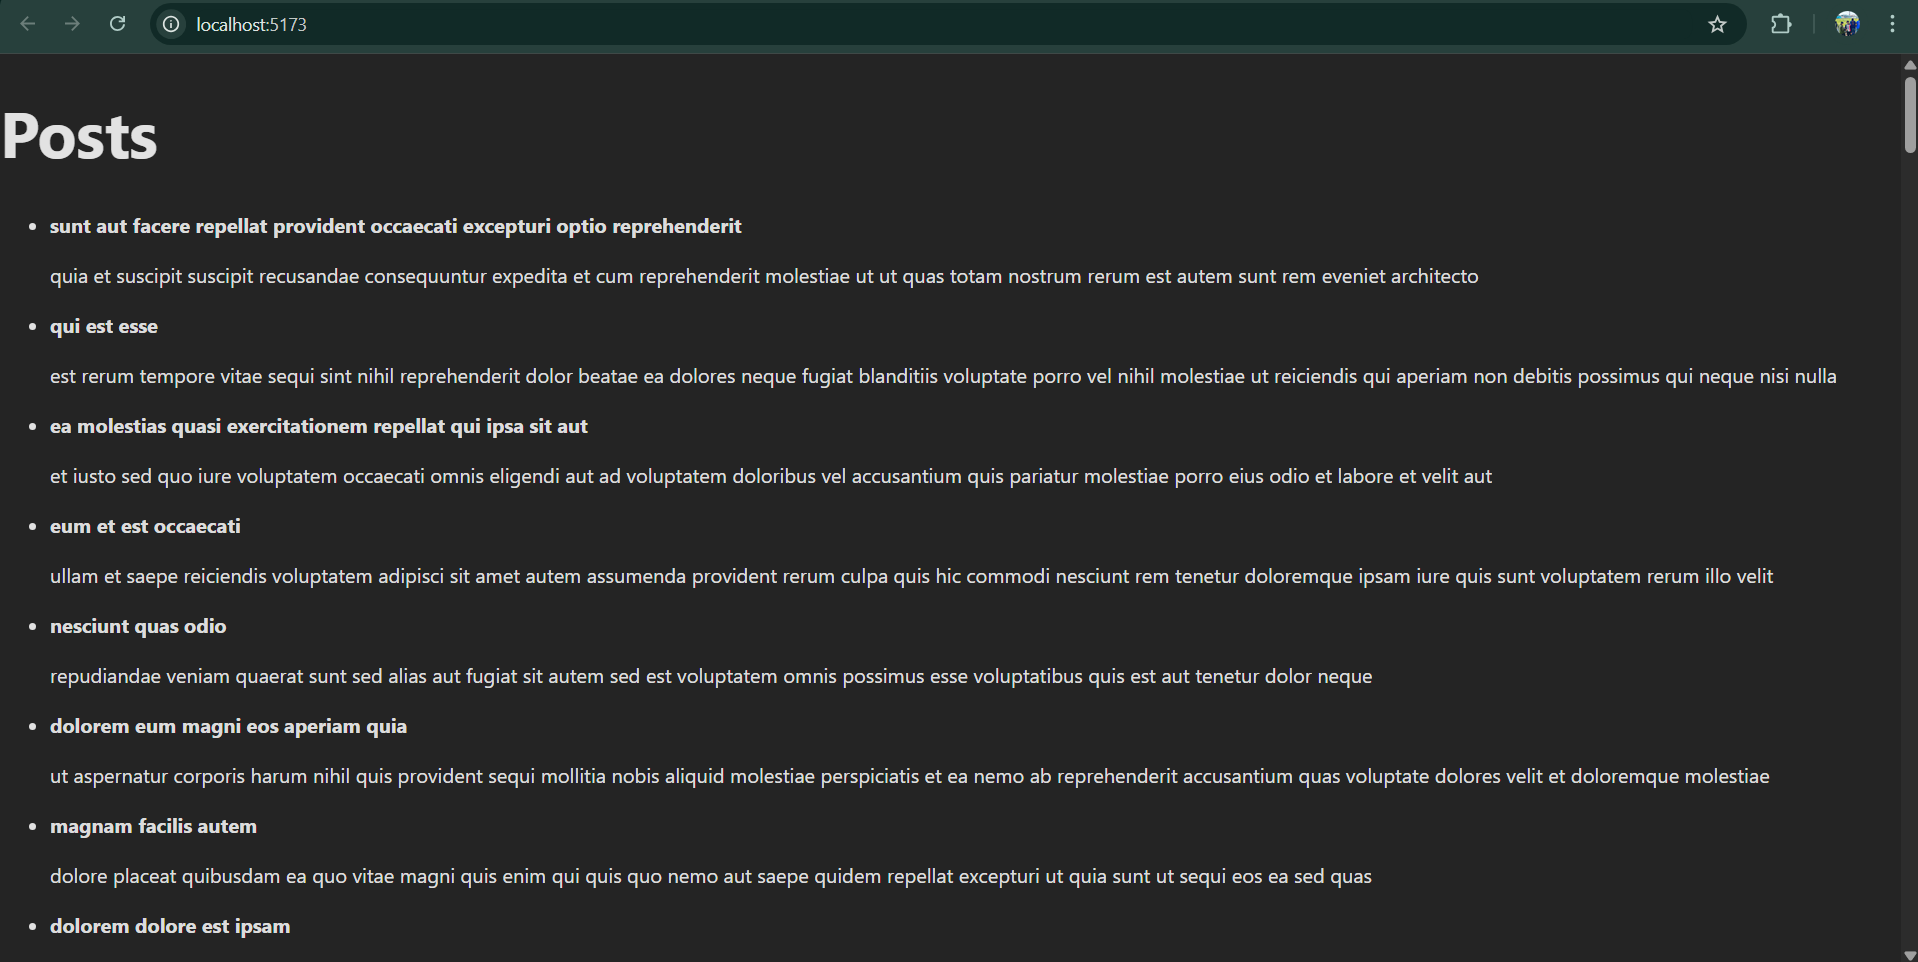 localhost:5173
Posts
sunt aut facere repellat provident occaecati excepturi optio reprehenderit
quia et suscipit suscipit recusandae consequuntur expedita et cum reprehenderit molestiae ut ut quas totam nostrum rerum est autem sunt rem eveniet architecto
qui est esse
est rerum tempore vitae sequi sint nihil reprehenderit dolor beatae ea dolores neque fugiat blanditiis voluptate porro vel nihil molestiae ut reiciendis qui aperiam non debitis possimus qui neque nisi nulla
ea molestias quasi exercitationem repellat qui ipsa sit aut
et iusto sed quo iure voluptatem occaecati omnis eligendi aut ad voluptatem doloribus vel accusantium quis pariatur molestiae porro eius odio et labore et velit aut
eum et est occaecati
ullam et saepe reiciendis voluptatem adipisci sit amet autem assumenda provident rerum culpa quis hic commodi nesciunt rem tenetur doloremque ipsam iure quis sunt voluptatem rerum illo velit
nesciunt quas odio
repudiandae veniam quaerat sunt sed alias aut fugiat sit autem sed est voluptatem omnis possimus esse voluptatibus quis est aut tenetur dolor neque
dolorem eum magni eos aperiam quia
ut aspernatur corporis harum nihil quis provident sequi mollitia nobis aliquid molestiae perspiciatis et ea nemo ab reprehenderit accusantium quas voluptate dolores velit et doloremque molestiae
magnam facilis autem
dolore placeat quibusdam ea quo vitae magni quis enim qui quis quo nemo aut saepe quidem repellat excepturi ut quia sunt ut sequi eos ea sed quas
dolorem dolore est ipsam